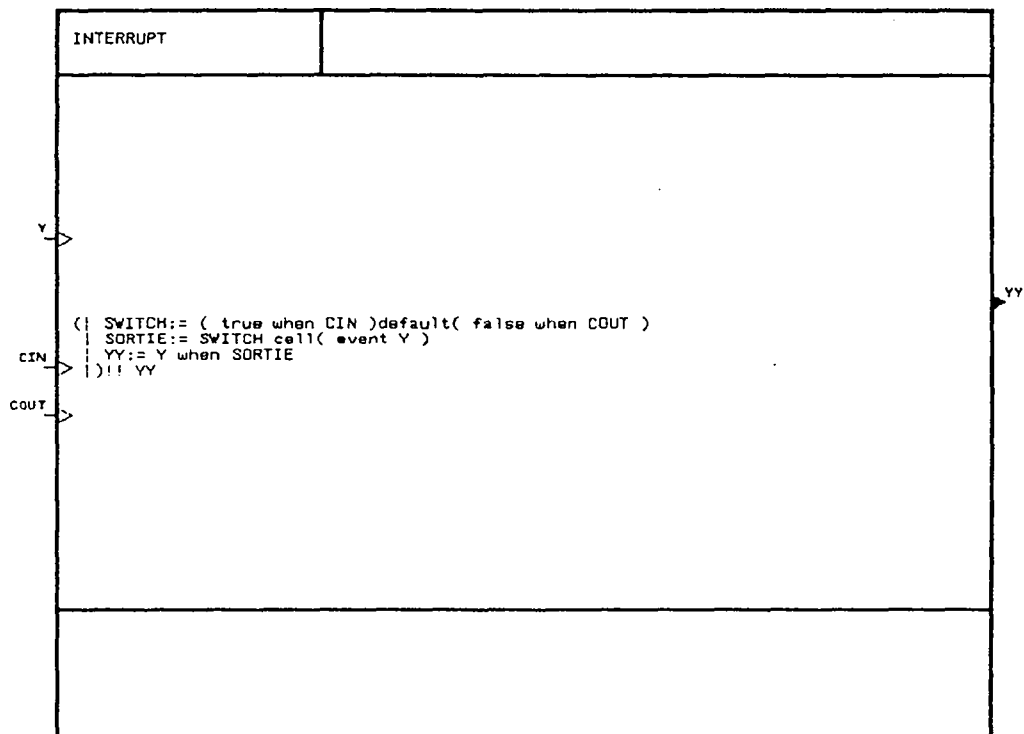 INTERRUPT
Y
YY
(| SWITCH:= ( true when CIN )default( false when COUT )
| SORTIE:= SWITCH cell( event Y )
CIN
| YY:= Y when SORTIE
|)!! YY
COUT